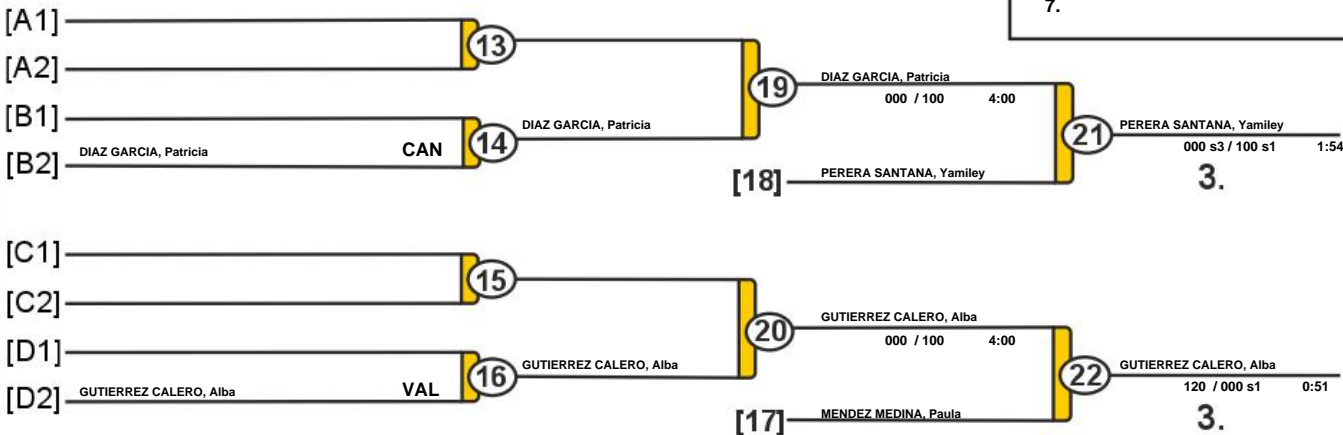 7.
[A1]
13
[A2]
DIAZ GARCIA, Patricia
19
000 / 100 4:00
[B1]
DIAZ GARCIA, Patricia
14
21
PERERA SANTANA, Yamiley
000 s3 / 100 s1 1:54
[B2]
DIAZ GARCIA, Patricia CAN
[18]
PERERA SANTANA, Yamiley
3.
[C1]
15
[C2]
GUTIERREZ CALERO, Alba
20
000 / 100 4:00
[D1]
GUTIERREZ CALERO, Alba
16
22
GUTIERREZ CALERO, Alba
120 / 000 s1 0:51
[D2]
GUTIERREZ CALERO, Alba VAL
[17]
MENDEZ MEDINA, Paula
3.